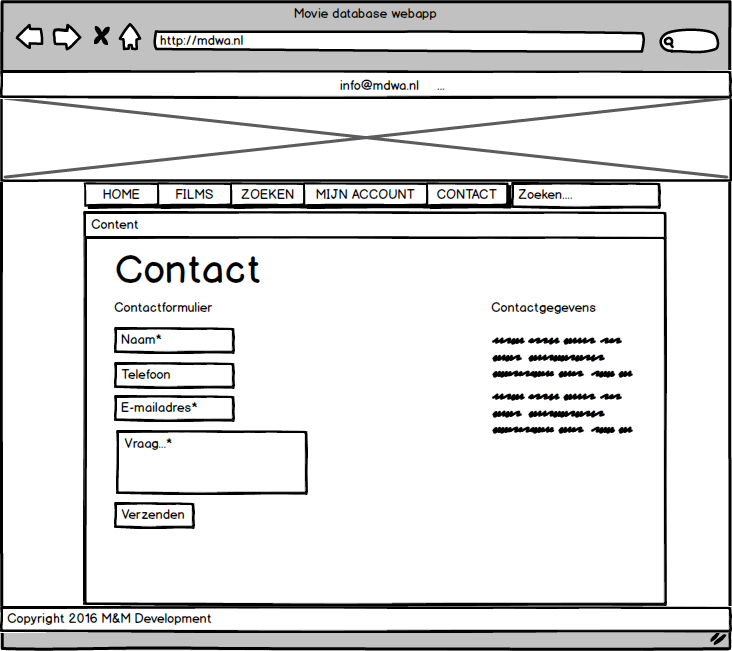 Movie database webapp
http://mdwa.nl
info@mdwa.nl ...
HOME FILMS ZOEKEN MIJN ACCOUNT CONTACT Zoeken....
Content
Contact
Contactformulier
Contactgegevens
Naam*
Telefoon
E-mailadres*
Vraag...*
Verzenden
Copyright 2016 M&M Development